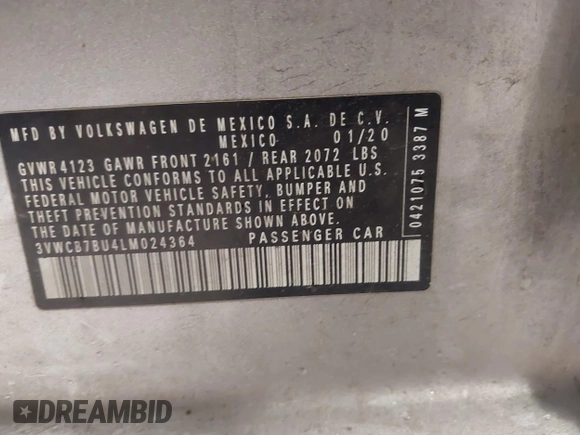 MFD BY VOLKSWAGEN DE MEXICO S.A. DE C.V.
MEXICO 01/20
GVWR 4123 GAWR FRONT 2161 / REAR 2072 LBS
THIS VEHICLE CONFORMS TO ALL APPLICABLE U.S.
FEDERAL MOTOR VEHICLE SAFETY, BUMPER AND
THEFT PREVENTION STANDARDS IN EFFECT ON
THE DATE OF MANUFACTURE SHOWN ABOVE.
3VWCB7BU4LM024364 PASSENGER CAR
0421075 3387 M
DREAMBID